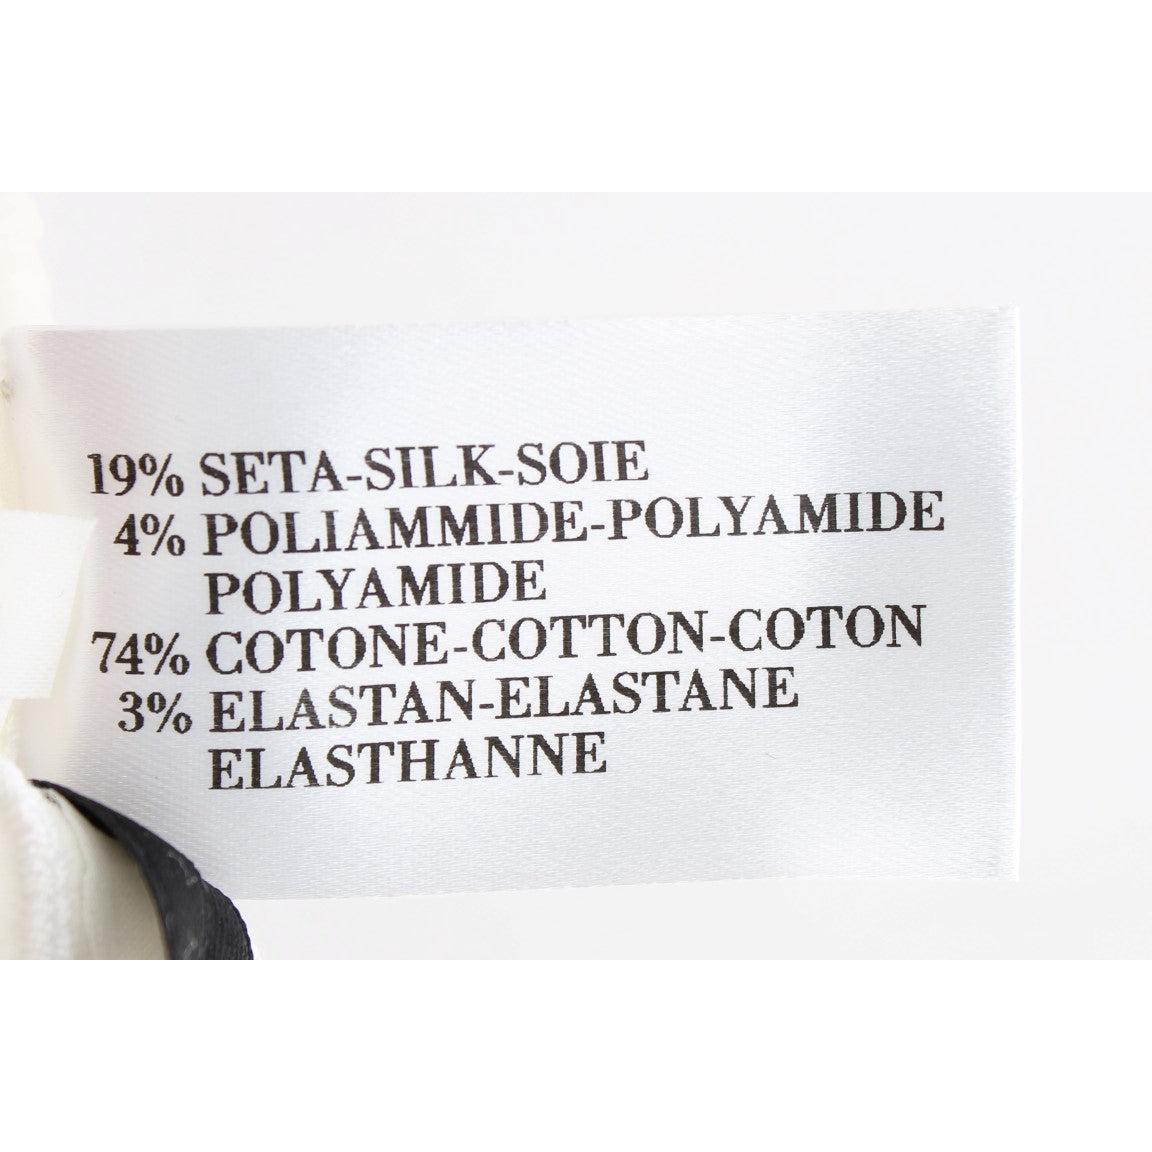 19% SETA-SILK-SOIE
4% POLIAMMIDE-POLYAMIDE
POLYAMIDE
74% COTONE-COTTON-COTON
3% ELASTAN-ELASTANE
ELASTHANNE